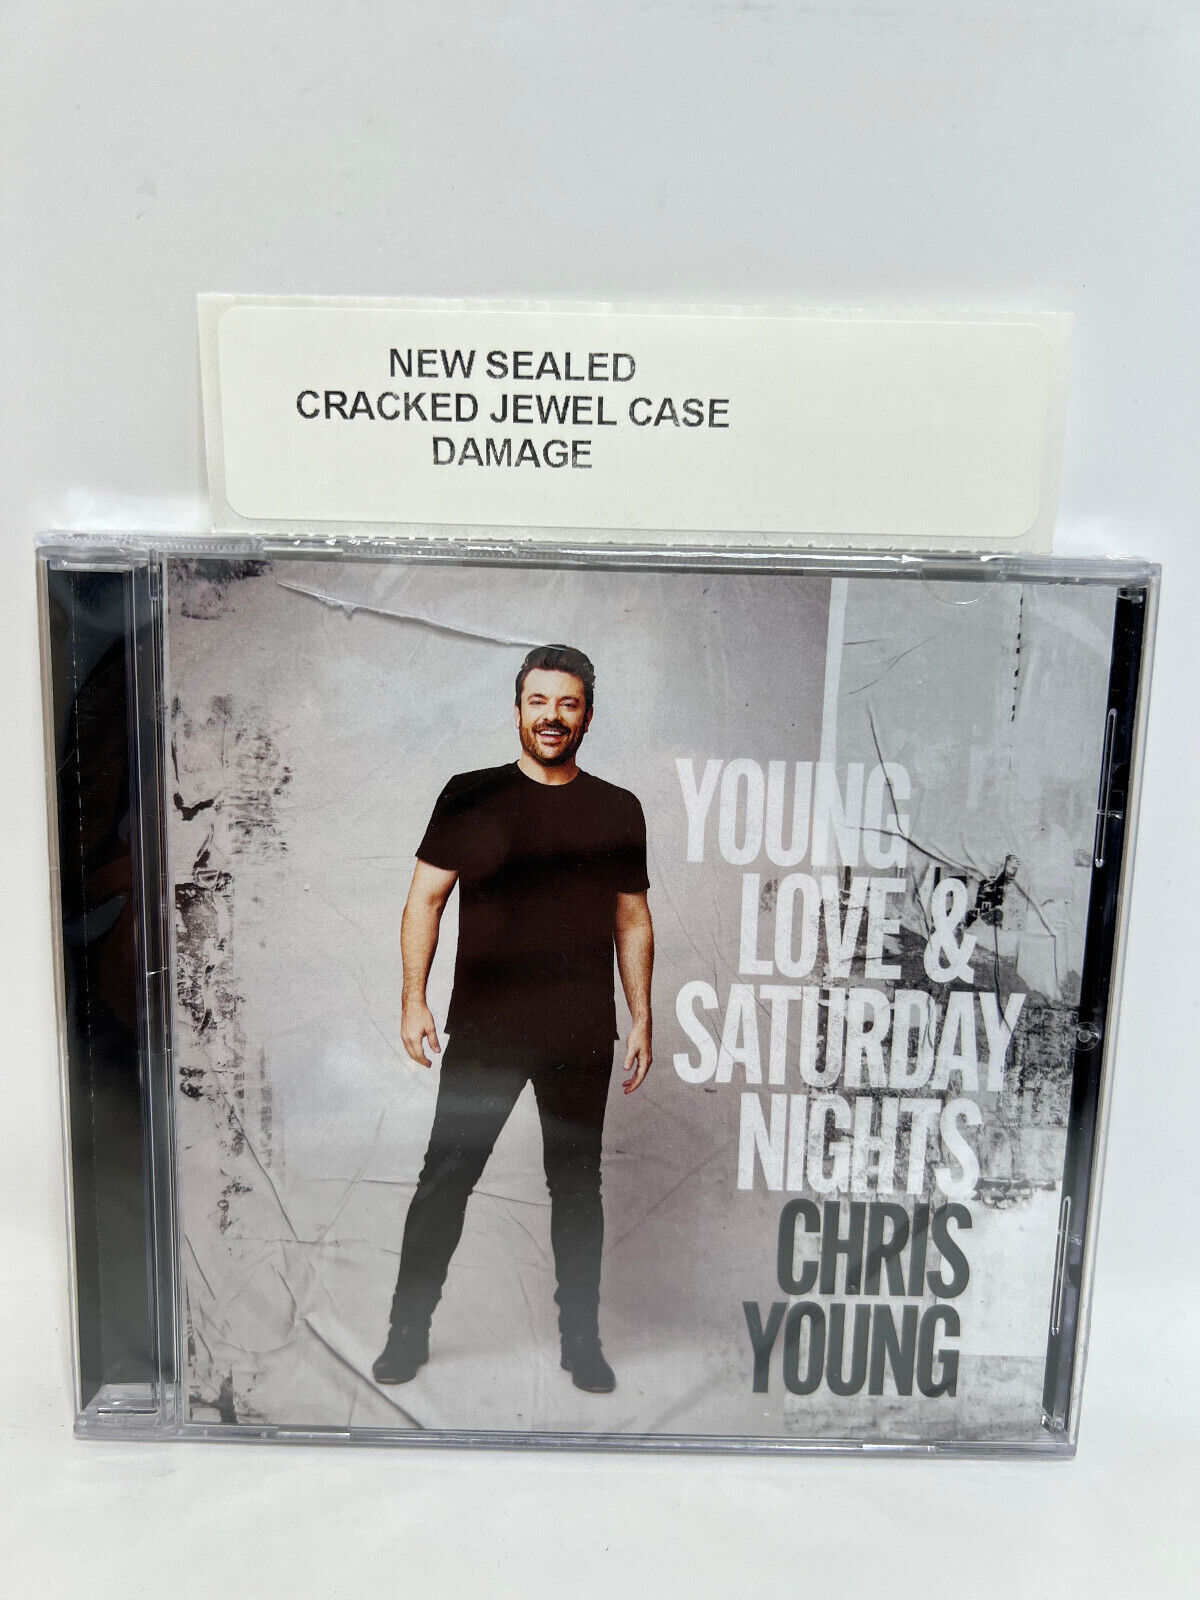 NEW SEALED
CRACKED JEWEL CASE
DAMAGE
YOUNG
LOVE &
SATURDAY
NIGHTS
CHRIS
YOUNG